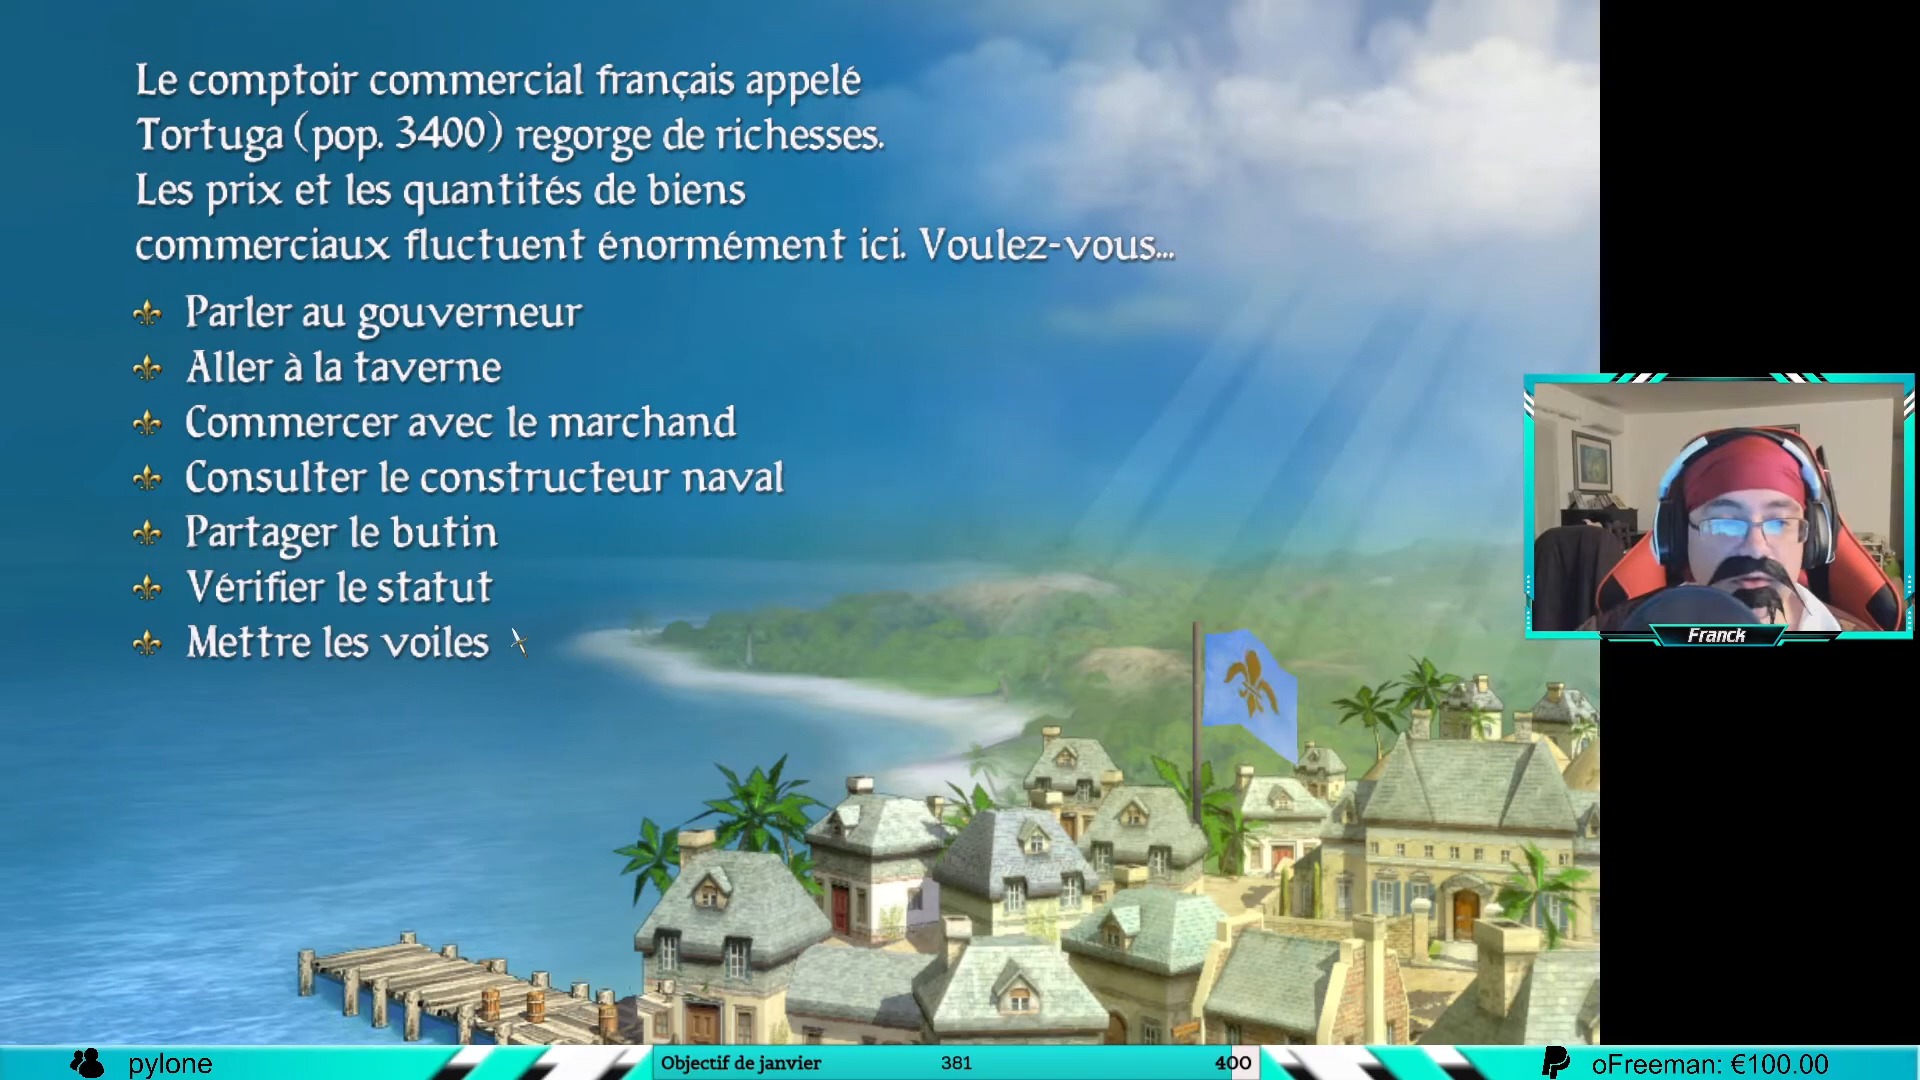 Le comptoir commercial français appelé
Tortuga (pop. 3400) regorge de richesses.
Les prix et les quantités de biens
commerciaux fluctuent énormément ici. Voulez-vous...
Parler au gouverneur
Aller à la taverne
Commercer avec le marchand
Consulter le constructeur naval
Partager le butin
Vérifier le statut
Mettre les voiles
Franck
pylone
Objectif de janvier 381 400
oFreeman: €100.00